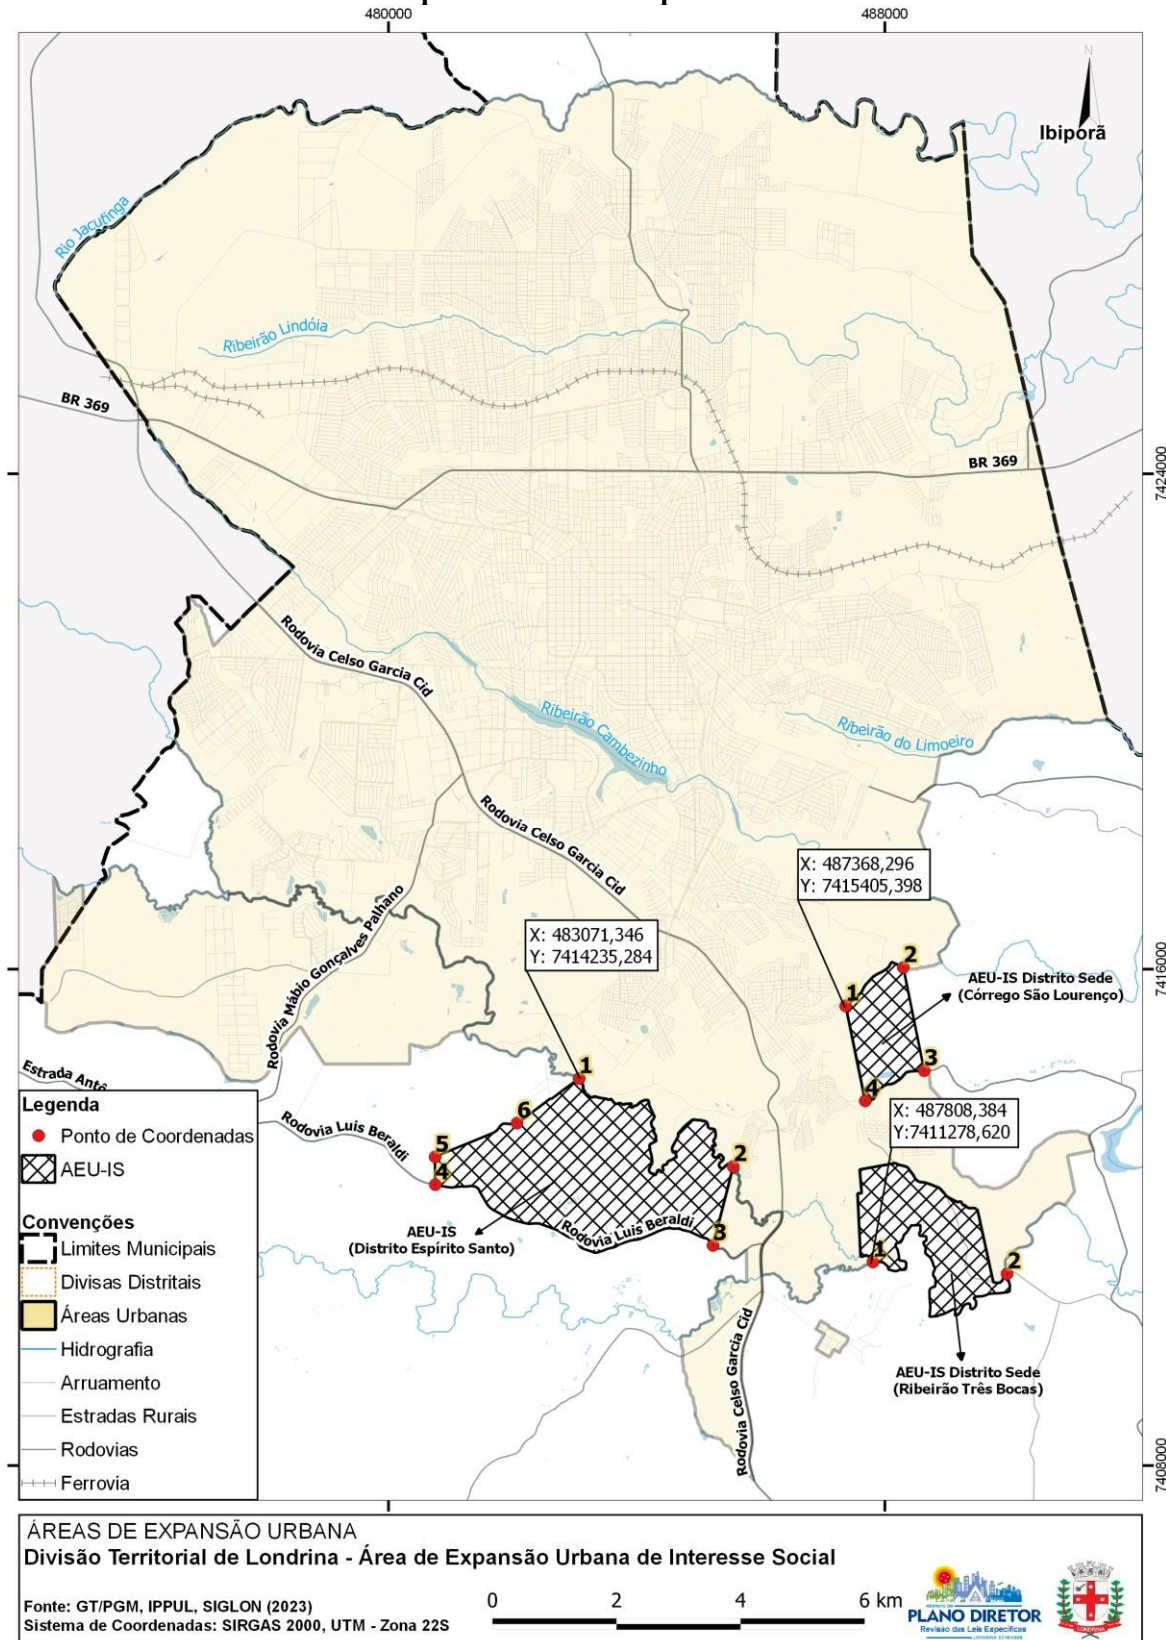 480000
488000
N
Ibiporã
Rio Jacutinga
Ribeirão Lindóia
BR 369
BR 369
7424000
Rodovia Celso Garcia Cid
Ribeirão Cambezinho
Ribeirão do Limoeiro
Rodovia Celso Garcia Cid
X: 487368,296
Y: 7415405,398
Rodovia Mábio Gonçalves Palhano
X: 483071,346
Y: 7414235,284
2
AEU-IS Distrito Sede
(Córrego São Lourenço)
7416000
1
3
4
Estrada Antô
1
X: 487808,384
Y:7411278,620
6
Rodovia Luis Beraldi
5
4
2
3
Rodovia Luis Beraldi
AEU-IS
(Distrito Espírito Santo)
1
2
AEU-IS Distrito Sede
(Ribeirão Três Bocas)
Rodovia Celso Garcia Cid
7408000
Legenda
Ponto de Coordenadas
AEU-IS
Convenções
Limites Municipais
Divisas Distritais
Áreas Urbanas
Hidrografia
Arruamento
Estradas Rurais
Rodovias
Ferrovia
ÁREAS DE EXPANSÃO URBANA
Divisão Territorial de Londrina - Área de Expansão Urbana de Interesse Social
Fonte: GT/PGM, IPPUL, SIGLON (2023)
Sistema de Coordenadas: SIRGAS 2000, UTM - Zona 22S
0 2 4 6 km
PLANO DIRETOR
Revisão das Leis Específicas
LONDRINA